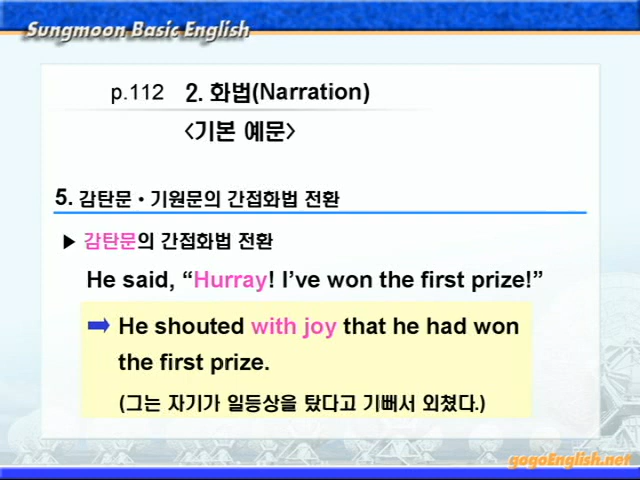 Sungmoon Basic English
p.112 2. 화법(Narration)
<기본 예문>
5. 감탄문 • 기원문의 간접화법 전환
▶ 감탄문의 간접화법 전환
He said, “Hurray! I’ve won the first prize!”
➡ He shouted with joy that he had won
the first prize.
(그는 자기가 일등상을 탔다고 기뻐서 외쳤다.)
gogoEnglish.net